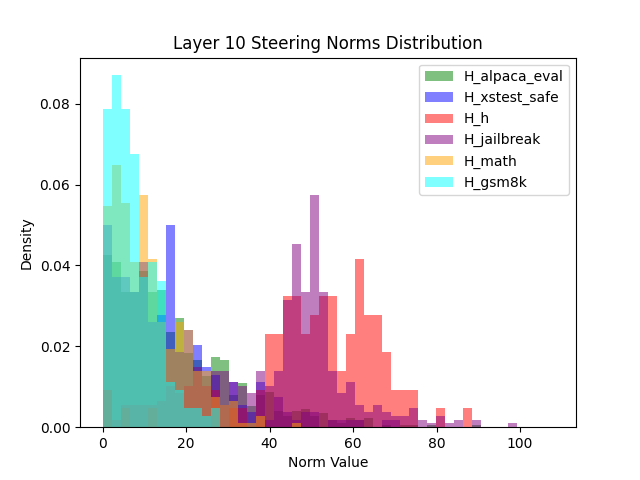 Layer 10 Steering Norms Distribution
H_alpaca_eval
H_xstest_safe
H_h
H_jailbreak
H_math
H_gsm8k
0.08
0.06
0.04
0.02
0.00
Density
0 20 40 60 80 100
Norm Value